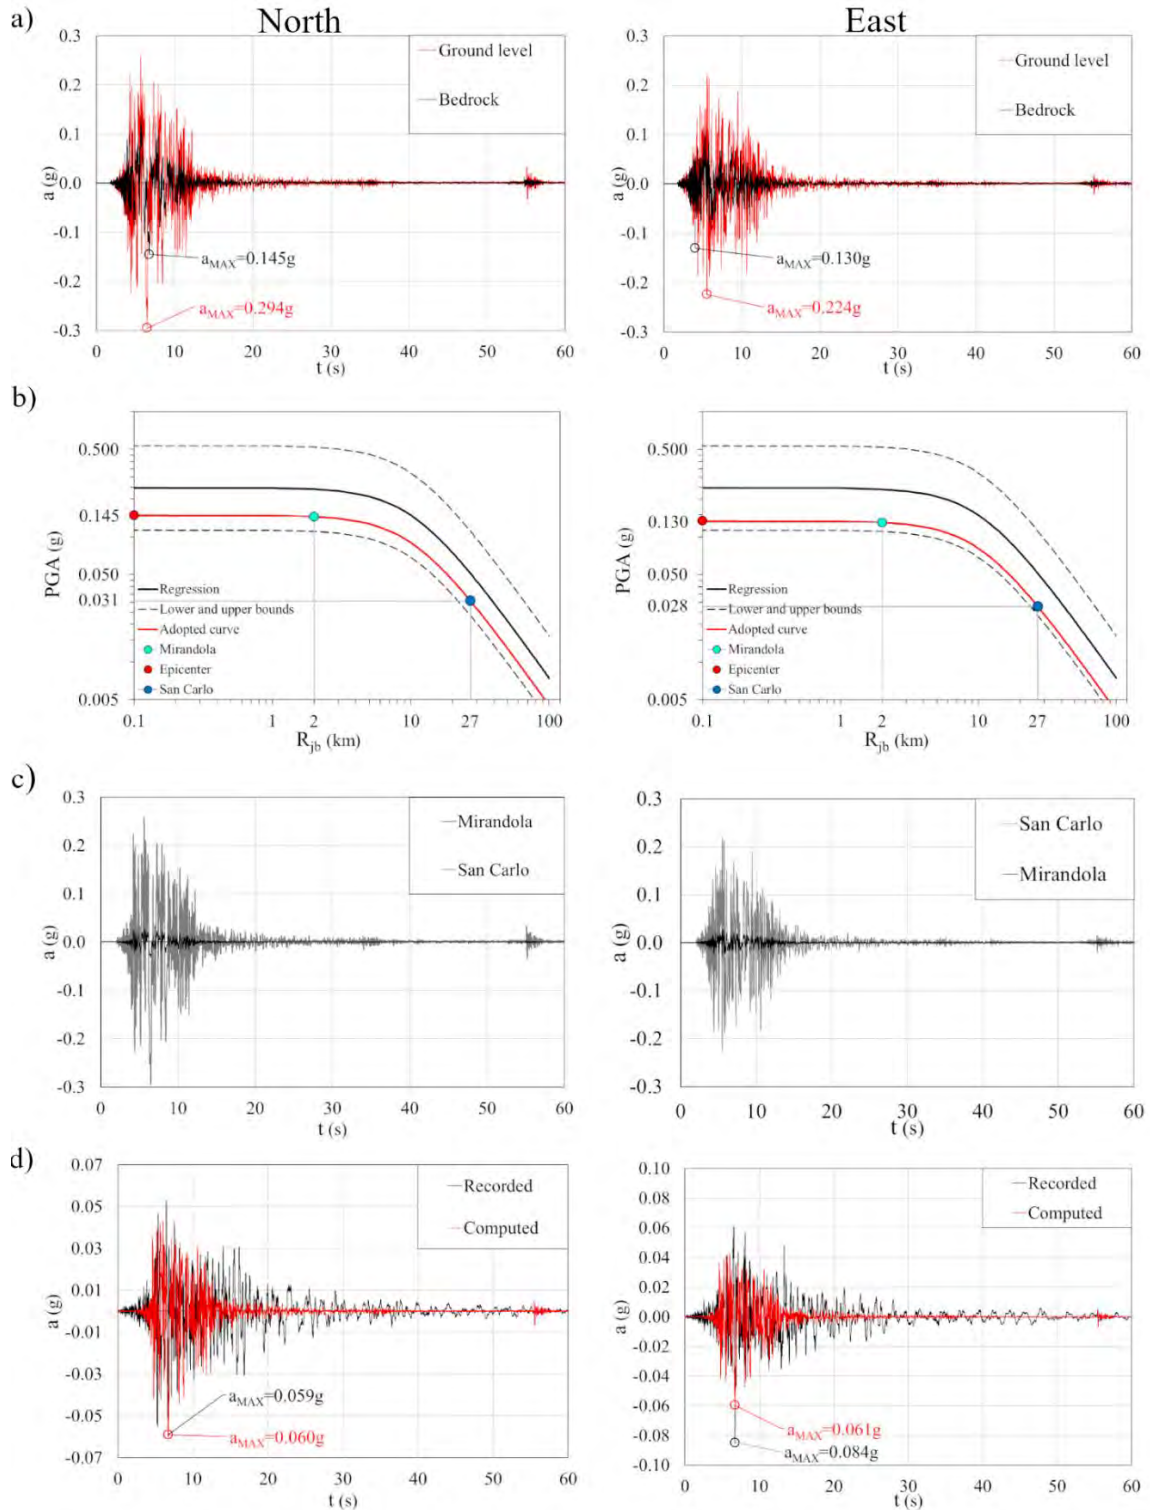 a)
North
East
0.3
0.2
0.1
0.0
-0.1
-0.2
-0.3
a (g)
Ground level
Bedrock
aMAX=0.145g
aMAX=0.294g
0 10 20 30 40 50 60
t (s)
0.3
0.2
0.1
0.0
-0.1
-0.2
-0.3
a (g)
Ground level
Bedrock
aMAX=0.130g
aMAX=0.224g
0 10 20 30 40 50 60
t (s)
b)
PGA (g)
0.500
0.145
0.050
0.031
0.005
Regression
Lower and upper bounds
Adopted curve
Mirandola
Epicenter
San Carlo
0.1 1 2 10 27 100
Rjb (km)
PGA (g)
0.500
0.130
0.050
0.028
0.005
Regression
Lower and upper bounds
Adopted curve
Mirandola
Epicenter
San Carlo
0.1 1 2 10 27 100
Rjb (km)
c)
0.3
0.2
0.1
0.0
-0.1
-0.2
-0.3
a (g)
Mirandola
San Carlo
0 10 20 30 40 50 60
t (s)
0.3
0.2
0.1
0.0
-0.1
-0.2
-0.3
a (g)
San Carlo
Mirandola
0 10 20 30 40 50 60
t (s)
d)
0.07
0.05
0.03
0.01
-0.01
-0.03
-0.05
-0.07
a (g)
Recorded
Computed
aMAX=0.059g
aMAX=0.060g
0 10 20 30 40 50 60
t (s)
0.10
0.08
0.06
0.04
0.02
0.00
-0.02
-0.04
-0.06
-0.08
-0.10
a (g)
Recorded
Computed
aMAX=0.061g
aMAX=0.084g
0 10 20 30 40 50 60
t (s)